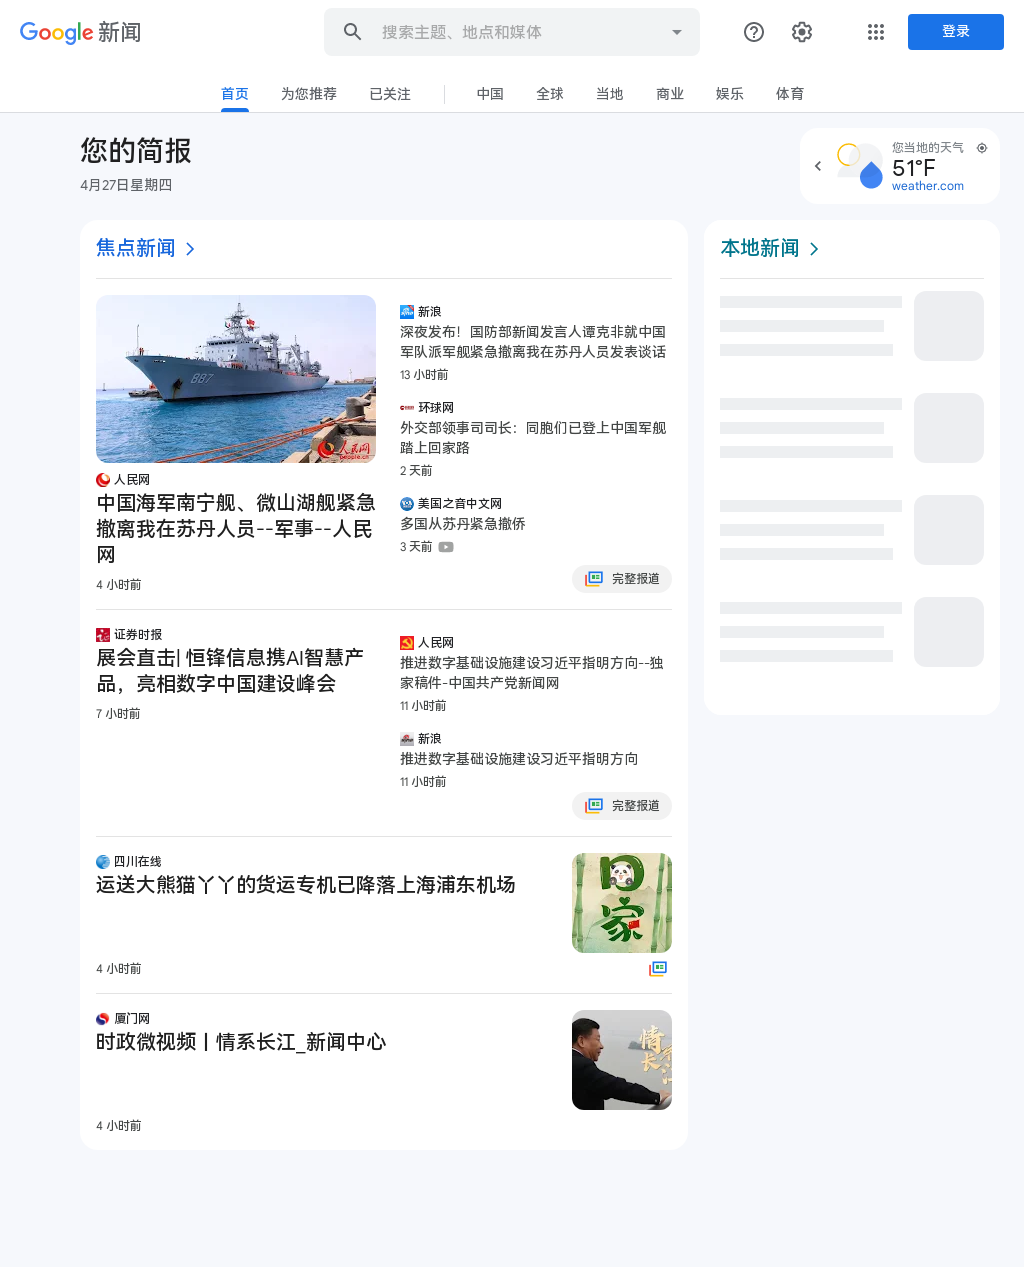 Google 新闻
搜索主题、地点和媒体
登录
首页
为您推荐
已关注
中国
全球
当地
商业
娱乐
体育
您的简报
4月27日星期四
您当地的天气
51°F
weather.com
焦点新闻
887
人民网
people.cn
人民网
中国海军南宁舰、微山湖舰紧急
撤离我在苏丹人员--军事--人民
网
4 小时前
新浪
深夜发布！国防部新闻发言人谭克非就中国
军队派军舰紧急撤离我在苏丹人员发表谈话
13 小时前
环球网
外交部领事司司长：同胞们已登上中国军舰
踏上回家路
2 天前
美国之音中文网
多国从苏丹紧急撤侨
3 天前
完整报道
证券时报
展会直击| 恒锋信息携AI智慧产
品，亮相数字中国建设峰会
7 小时前
人民网
推进数字基础设施建设习近平指明方向--独
家稿件-中国共产党新闻网
11 小时前
新浪
推进数字基础设施建设习近平指明方向
11 小时前
完整报道
四川在线
运送大熊猫丫丫的货运专机已降落上海浦东机场
4 小时前
家
厦门网
时政微视频丨情系长江_新闻中心
4 小时前
情
长
本地新闻